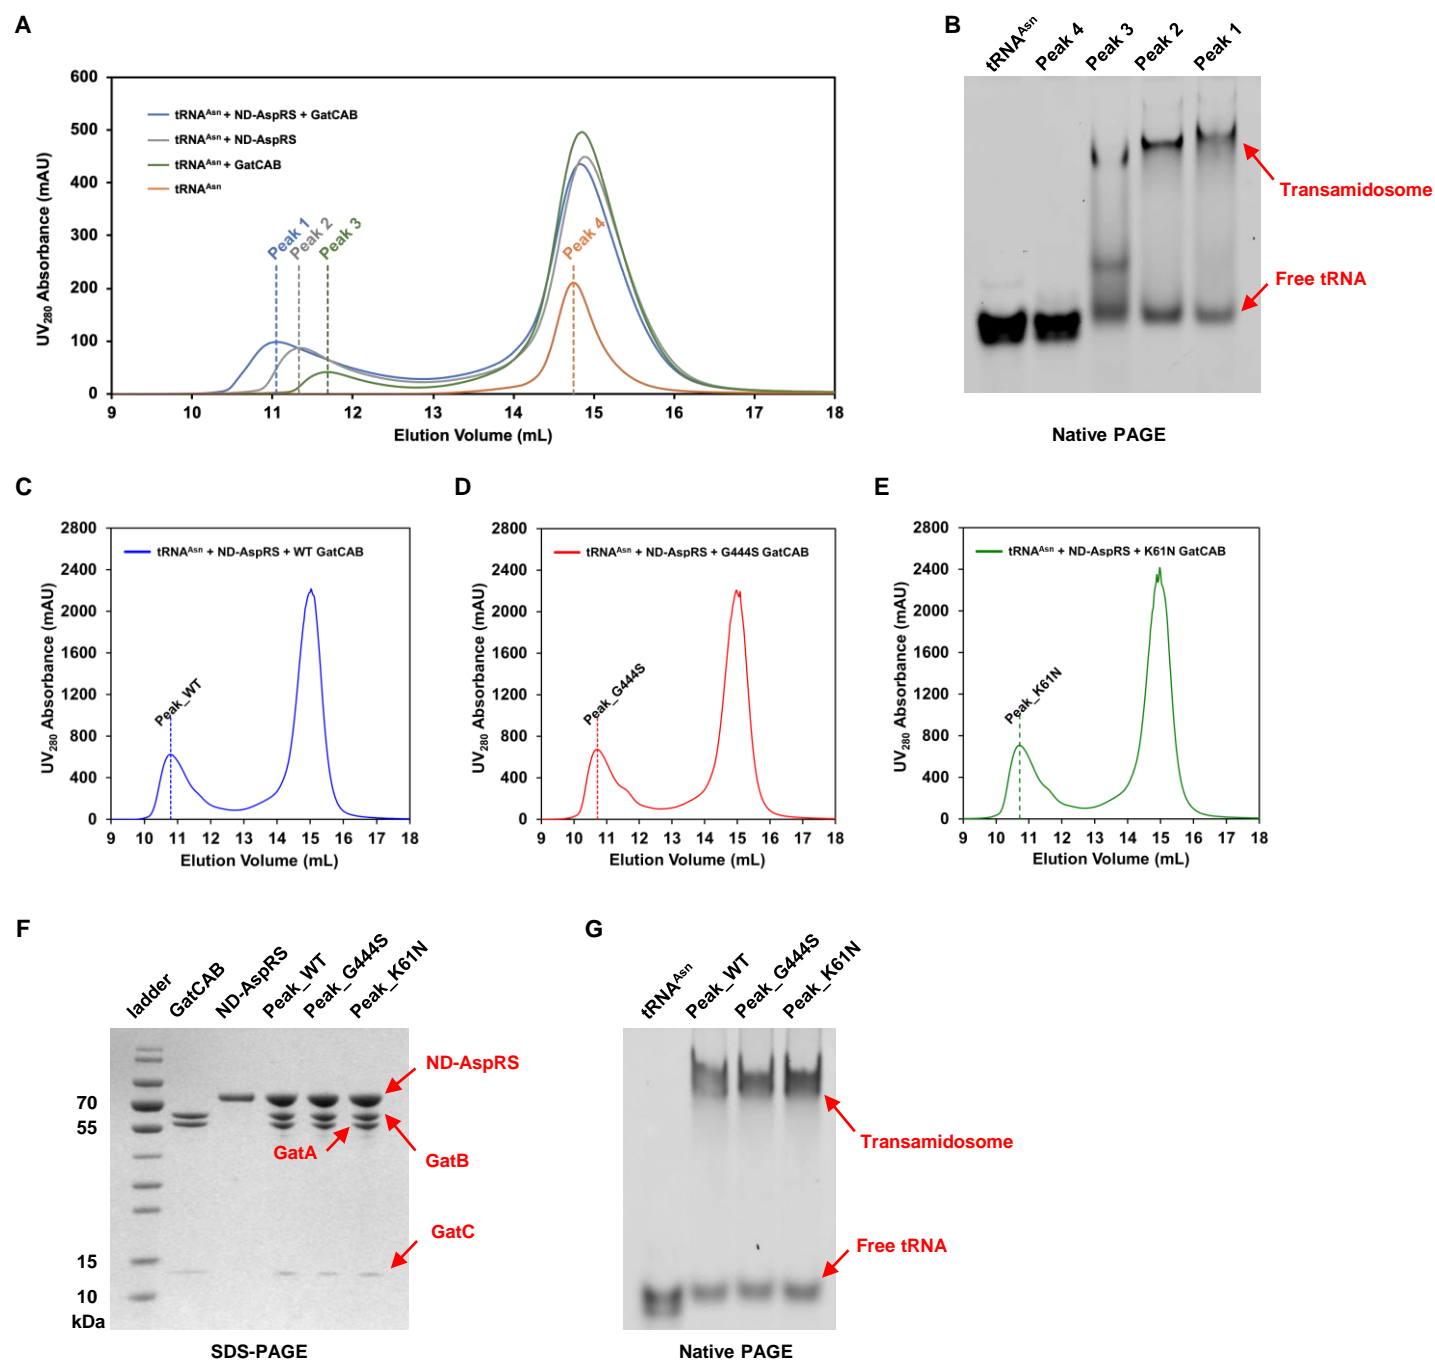 A
UV280 Absorbance (mAU)
600
500
400
300
200
100
0
tRNAAsn + ND-AspRS + GatCAB
tRNAAsn + ND-AspRS
tRNAAsn + GatCAB
tRNAAsn
Peak 1
Peak 2
Peak 3
Peak 4
9 10 11 12 13 14 15 16 17 18
Elution Volume (mL)
B
tRNAAsn
Peak 4
Peak 3
Peak 2
Peak 1
Transamidosome
Free tRNA
Native PAGE
C
UV280 Absorbance (mAU)
2800
2400
2000
1600
1200
800
400
0
tRNAAsn + ND-AspRS + WT GatCAB
Peak_WT
9 10 11 12 13 14 15 16 17 18
Elution Volume (mL)
D
UV280 Absorbance (mAU)
2800
2400
2000
1600
1200
800
400
0
tRNAAsn + ND-AspRS + G444S GatCAB
Peak_G444S
9 10 11 12 13 14 15 16 17 18
Elution Volume (mL)
E
UV280 Absorbance (mAU)
2800
2400
2000
1600
1200
800
400
0
tRNAAsn + ND-AspRS + K61N GatCAB
Peak_K61N
9 10 11 12 13 14 15 16 17 18
Elution Volume (mL)
F
ladder
GatCAB
ND-AspRS
Peak_WT
Peak_G444S
Peak_K61N
70
55
15
10
kDa
ND-AspRS
GatA
GatB
GatC
SDS-PAGE
G
tRNAAsn
Peak_WT
Peak_G444S
Peak_K61N
Transamidosome
Free tRNA
Native PAGE